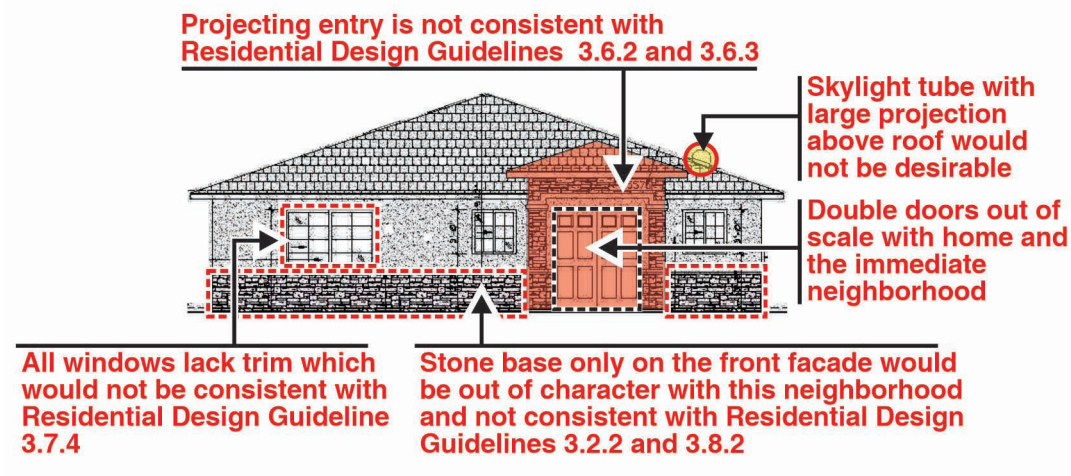 Projecting entry is not consistent with
Residential Design Guidelines 3.6.2 and 3.6.3
Skylight tube with
large projection
above roof would
not be desirable
Double doors out of
scale with home and
the immediate
neighborhood
All windows lack trim which
would not be consistent with
Residential Design Guideline
3.7.4
Stone base only on the front facade would
be out of character with this neighborhood
and not consistent with Residential Design
Guidelines 3.2.2 and 3.8.2